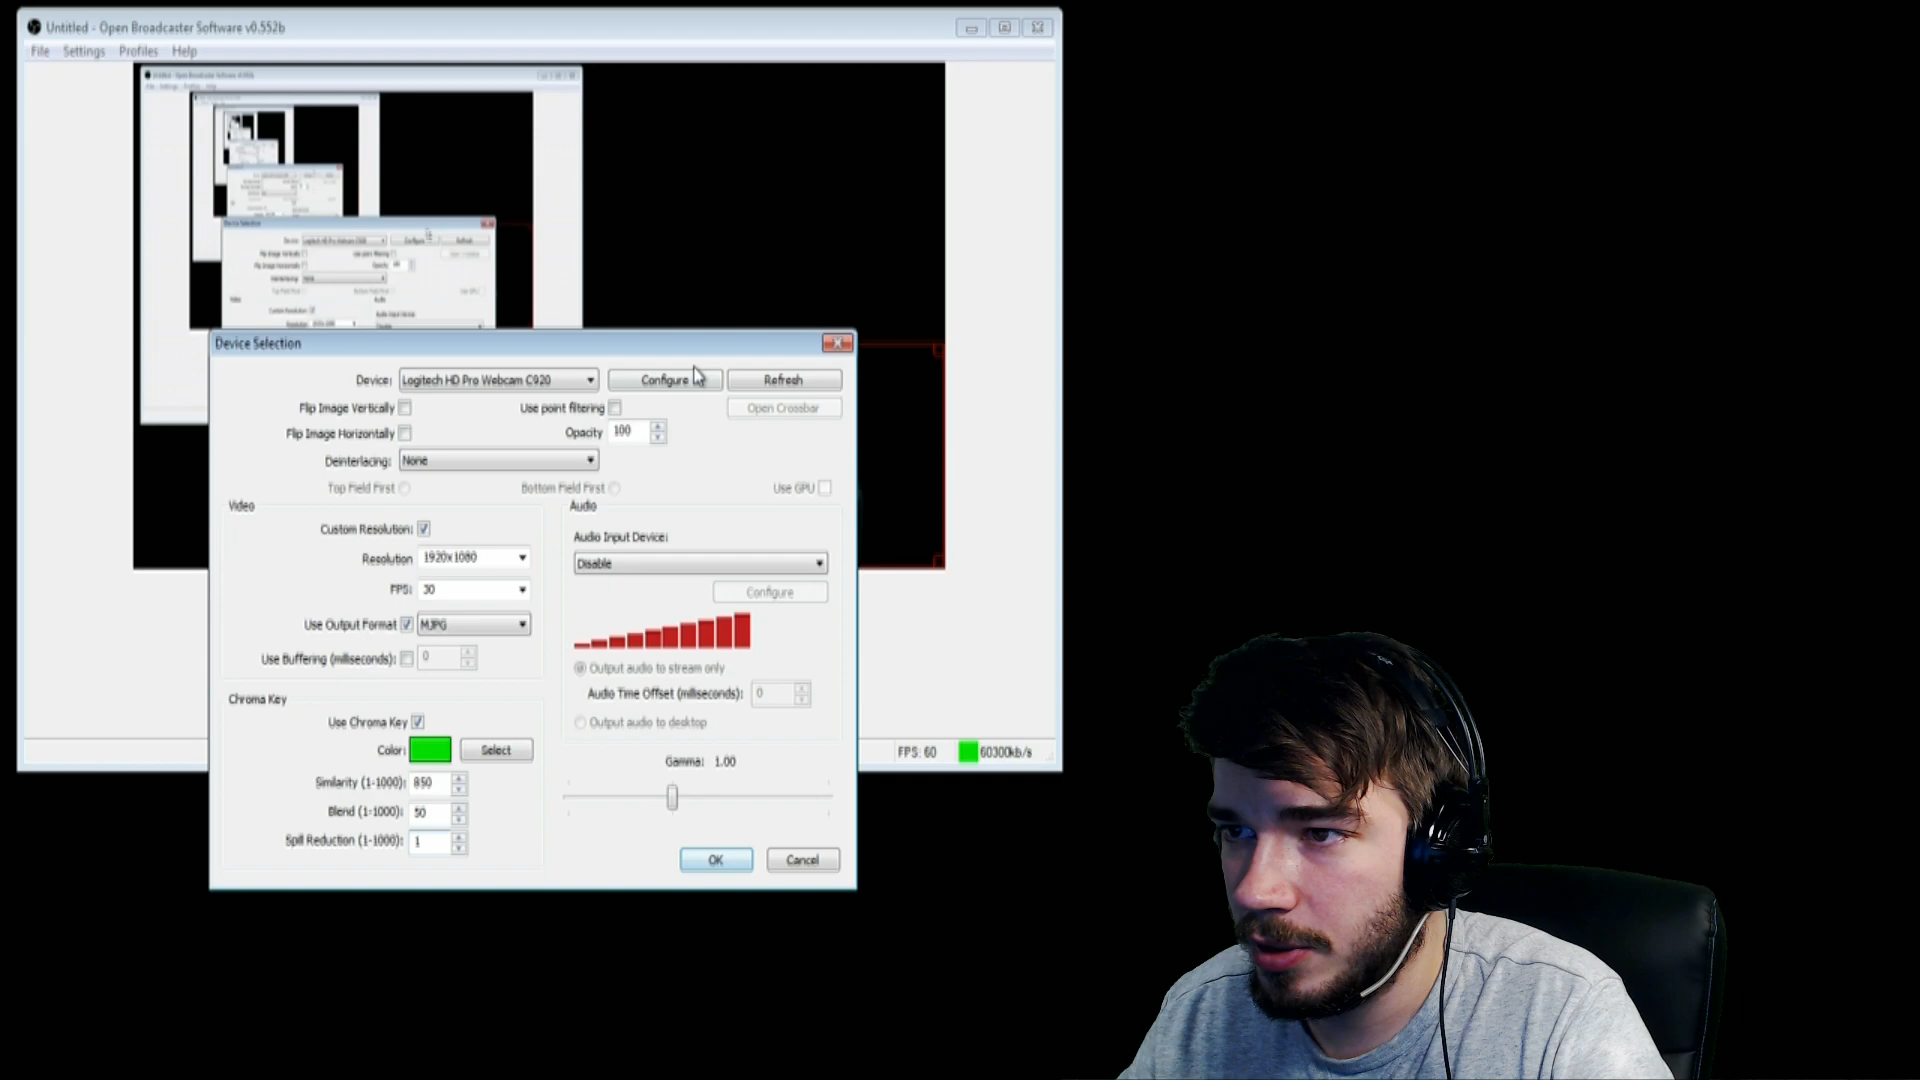 Untitled - Open Broadcaster Software v0.552b
File Settings Profiles Help
Device Selection
Device: Logitech HD Pro Webcam C920 Configure Refresh
Flip Image Vertically Use point filtering Open Crossbar
Flip Image Horizontally Opacity 100
Deinterlacing: None
Top Field First Bottom Field First Use GPU
Video Audio
Custom Resolution: Audio Input Device:
Resolution 1920x1080 Disable
FPS: 30 Configure
Use Output Format MJPG
Use Buffering (milliseconds): 0
Output audio to stream only
Audio Time Offset (milliseconds): 0
Output audio to desktop
Chroma Key
Use Chroma Key
Color: Select
Similarity (1-1000): 850
Blend (1-1000): 50
Spill Reduction (1-1000): 1
Gamma: 1.00
OK Cancel
FPS: 60 60300kb/s